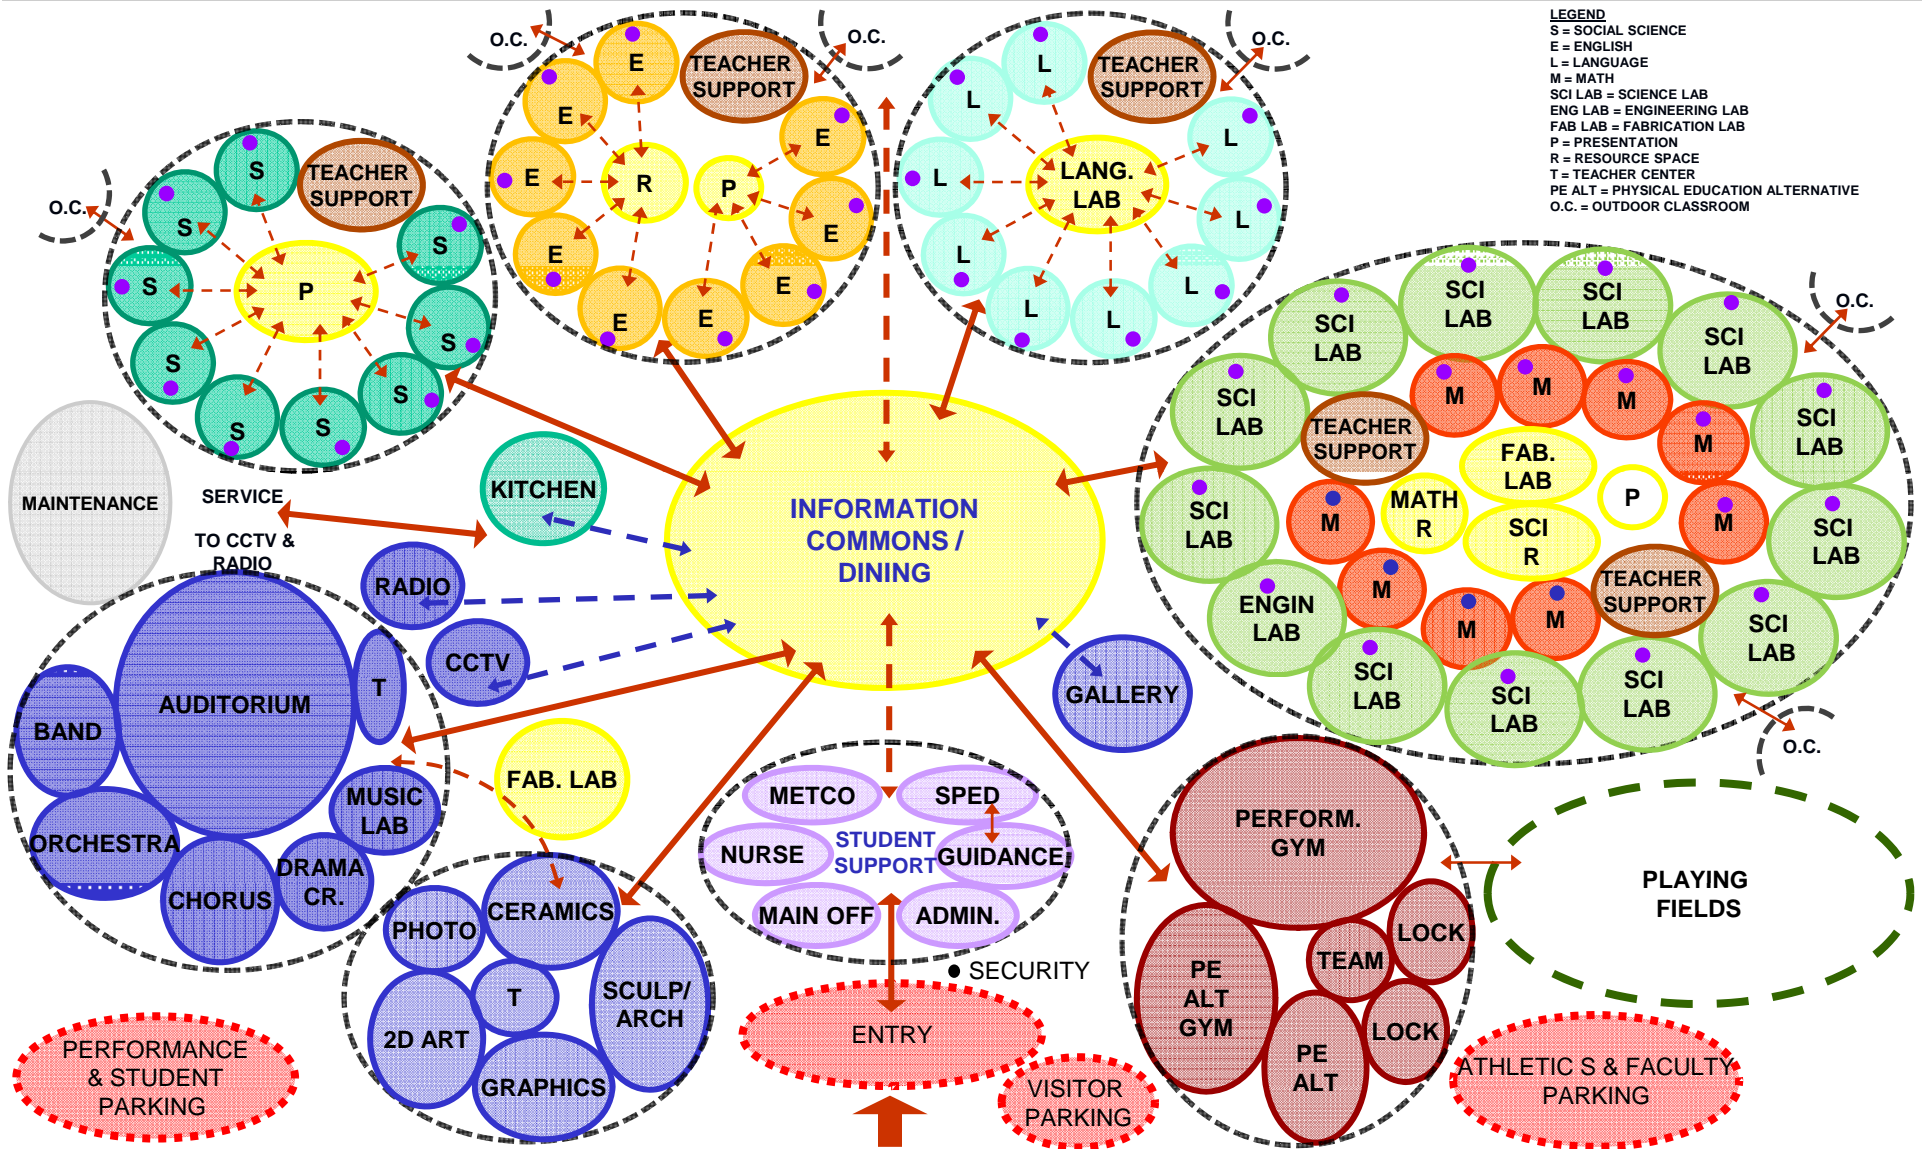 LEGEND
S = SOCIAL SCIENCE
E = ENGLISH
L = LANGUAGE
M = MATH
SCI LAB = SCIENCE LAB
ENG LAB = ENGINEERING LAB
FAB LAB = FABRICATION LAB
P = PRESENTATION
R = RESOURCE SPACE
T = TEACHER CENTER
PE ALT = PHYSICAL EDUCATION ALTERNATIVE
O.C. = OUTDOOR CLASSROOM
O.C.
S
TEACHER
SUPPORT
S
S
S
P
S
S
S
S
S
S
O.C.
E
TEACHER
SUPPORT
O.C.
E
E
E
R
P
E
E
E
E
E
L
TEACHER
SUPPORT
O.C.
L
L
L
LANG.
LAB
L
L
L
L
L
L
O.C.
SCI
LAB
SCI
LAB
SCI
LAB
SCI
LAB
SCI
LAB
SCI
LAB
SCI
LAB
SCI
LAB
ENGIN
LAB
SCI
LAB
SCI
LAB
SCI
LAB
SCI
LAB
M
M
M
M
M
M
M
M
M
M
TEACHER
SUPPORT
FAB.
LAB
MATH
R
SCI
R
P
TEACHER
SUPPORT
O.C.
MAINTENANCE
SERVICE
KITCHEN
TO CCTV &
RADIO
RADIO
CCTV
INFORMATION
COMMONS /
DINING
GALLERY
AUDITORIUM
T
BAND
ORCHESTRA
CHORUS
DRAMA
CR.
MUSIC
LAB
FAB. LAB
PHOTO
CERAMICS
T
SCULP/
ARCH
2D ART
GRAPHICS
METCO
SPED
NURSE
STUDENT
SUPPORT
GUIDANCE
MAIN OFF
ADMIN.
SECURITY
ENTRY
VISITOR
PARKING
PERFORM.
GYM
PE
ALT
GYM
TEAM
LOCK
LOCK
PE
ALT
PLAYING
FIELDS
PERFORMANCE
& STUDENT
PARKING
ATHLETIC S & FACULTY
PARKING